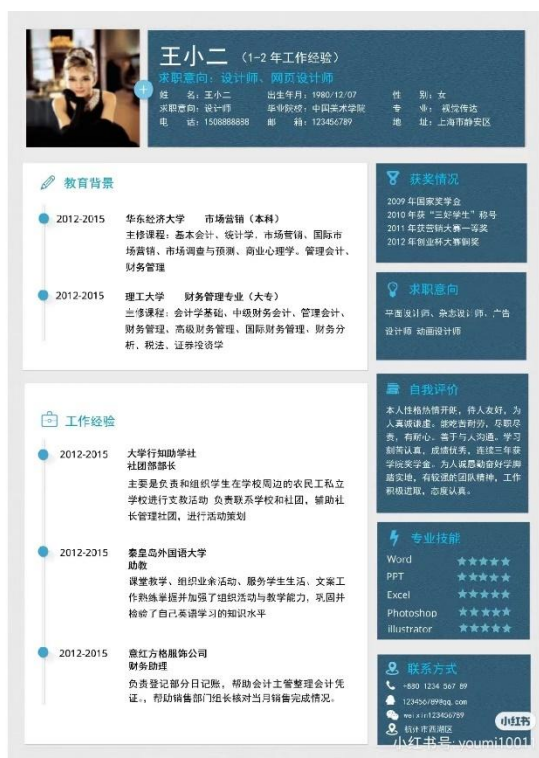 王小二 (1-2 年工作经验)
求职意向: 设计师、网页设计师
姓 名: 王小二 出生年月: 1980/12/07 性 别: 女
求职意向: 设计师 毕业院校: 中国美术学院 专 业: 视觉传达
电 话: 1508888888 邮 箱: 123456789 地 址: 上海市静安区
教育背景
2012-2015 华东经济大学 市场营销（本科）
主修课程: 基本会计、统计学、市场营销、国际市
场营销、市场调查与预测、商业心理学、管理会计、
财务管理
2012-2015 理工大学 财务管理专业（大专）
主修课程: 会计学基础、中级财务会计、管理会计、
财务管理、高级财务管理、国际财务管理、财务分
析、税法、证券投资学
工作经验
2012-2015 大学行知助学社
社团部部长
主要是负责和组织学生在学校周边的农民工私立
学校进行支教活动 负责联系学校和社团，辅助社
长管理社团，进行活动策划
2012-2015 秦皇岛外国语大学
助教
课堂教学、组织业余活动、服务学生生活、文案工
作熟练掌握并加强了组织活动与教学能力，巩固并
检验了自己英语学习的知识水平
2012-2015 意红方格服饰公司
财务助理
负责登记部分日记账，帮助会计主管整理会计凭
证。，帮助销售部门组长核对当月销售完成情况。
获奖情况
2009 年国家奖学金
2010 年获“三好学生”称号
2011 年获营销大赛一等奖
2012 年创业杯大赛铜奖
求职意向
平面设计师、杂志设计师、广告
设计师 动画设计师
自我评价
本人性格热情开朗，待人友好，为
人真诚谦虚。能吃苦耐劳，尽职尽
责，有耐心。善于与人沟通。学习
刻苦认真，成绩优秀，连续三年获
学院奖学金。为人诚恳勤奋好学脚
踏实地，有较强的团队精神，工作
积极进取，态度认真。
专业技能
Word
PPT
Excel
Photoshop
illustrator
联系方式
+880 1234 567 89
123456789@qq.com
weixin123456789
杭州市西湖区
小红书
小红书号: youmi10011